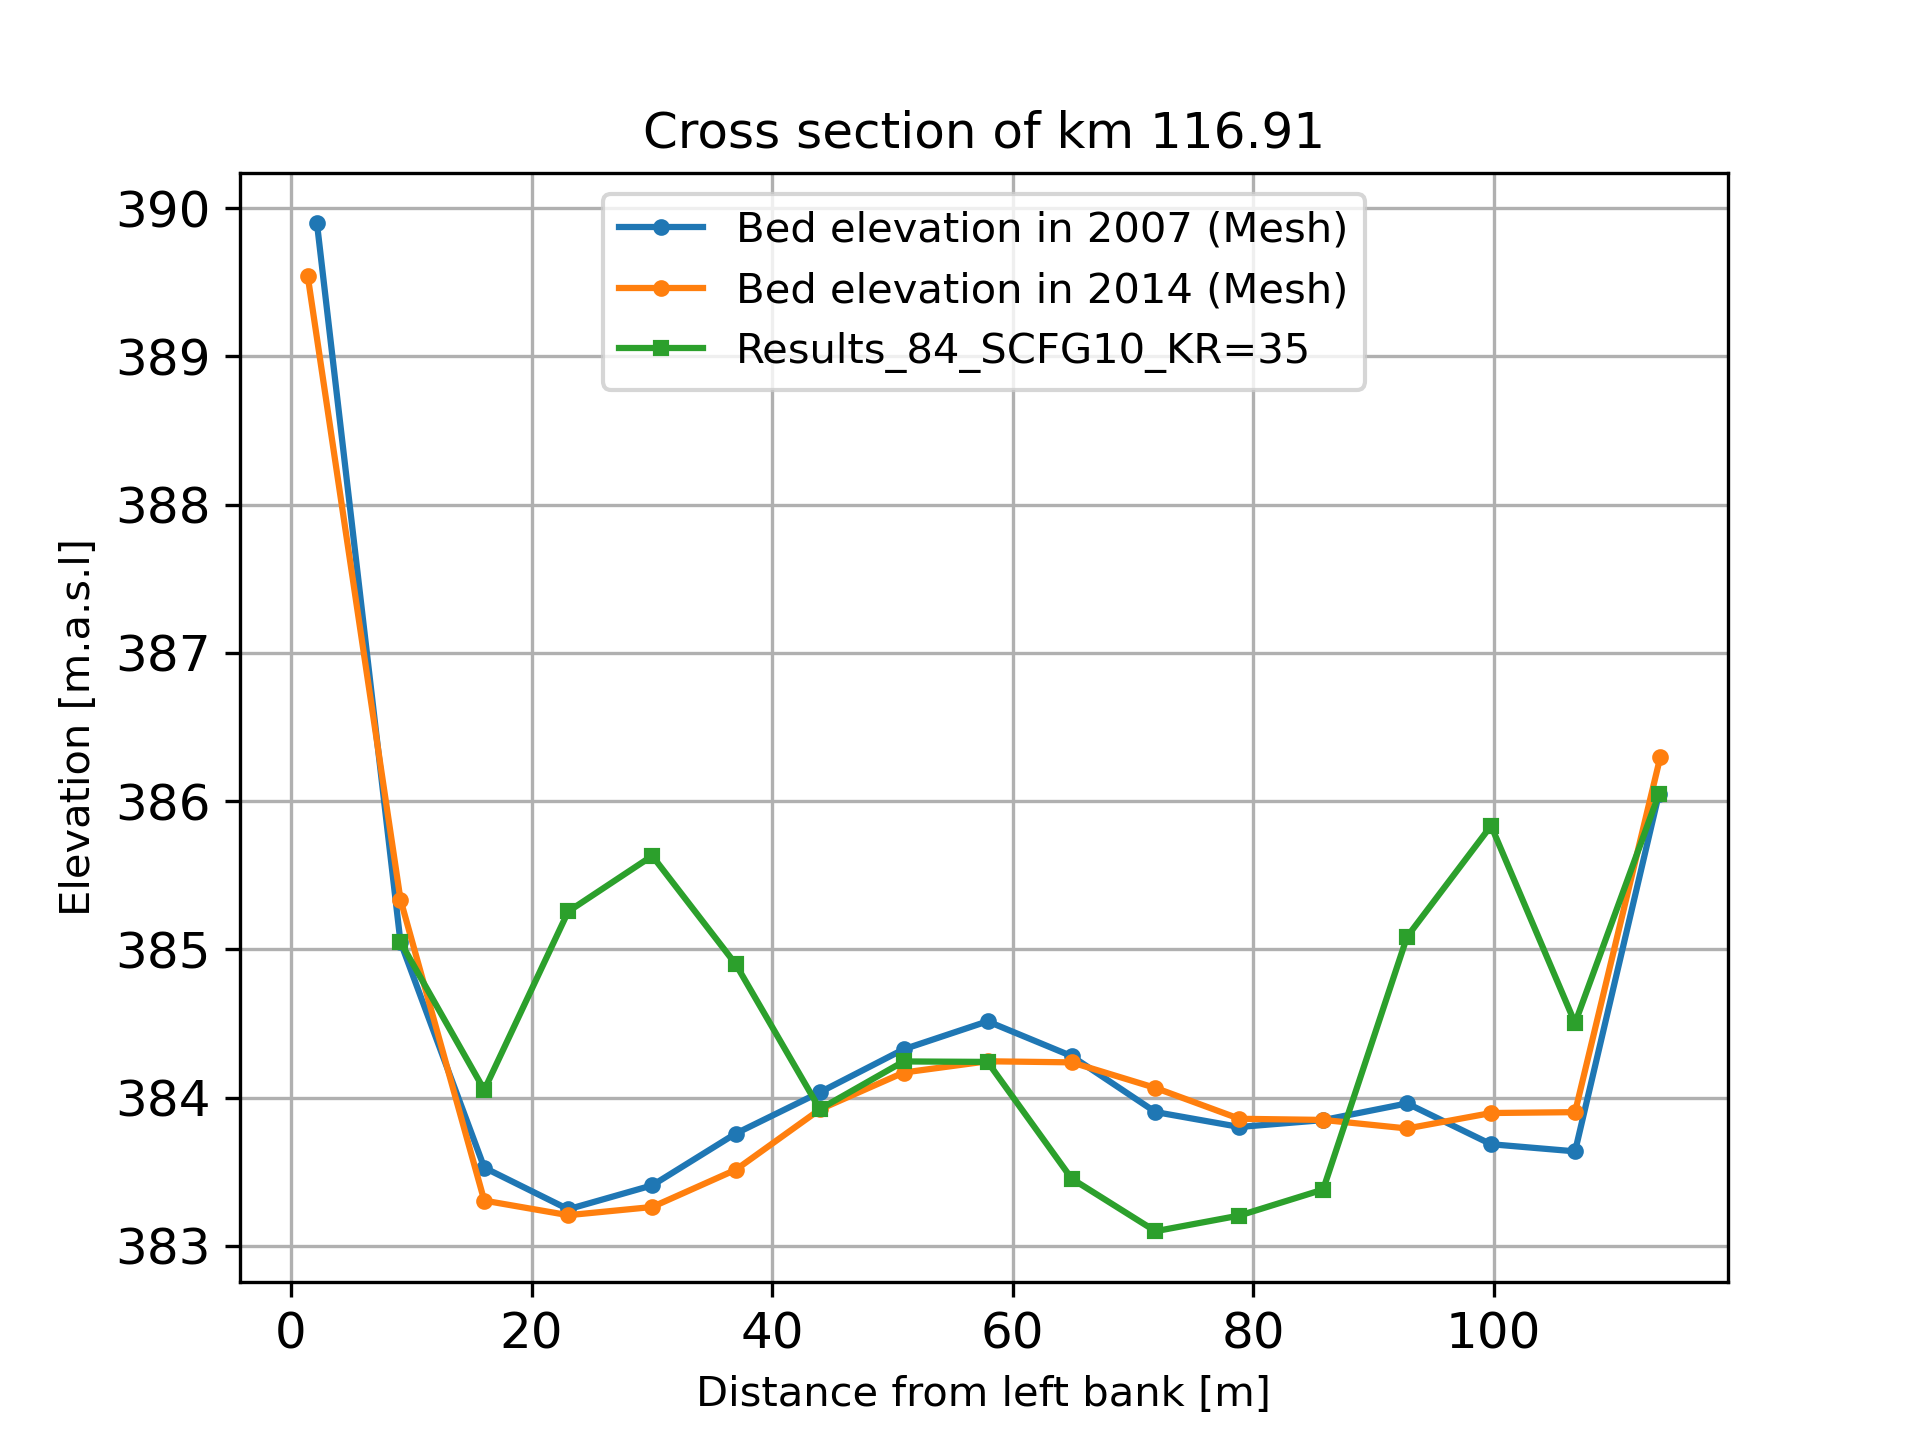 Cross section of km 116.91
Bed elevation in 2007 (Mesh)
Bed elevation in 2014 (Mesh)
Results_84_SCFG10_KR=35
Elevation [m.a.s.l]
390
389
388
387
386
385
384
383
0 20 40 60 80 100
Distance from left bank [m]